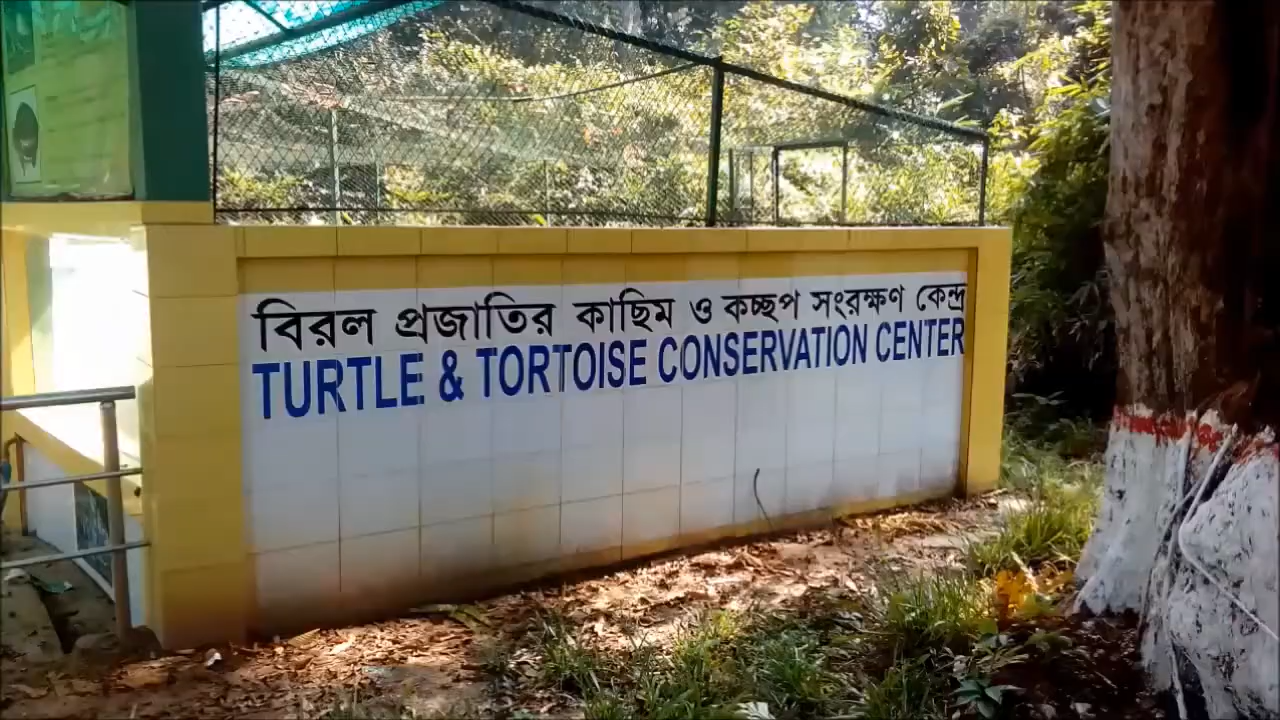 বিরল প্রজাতির কাছিম ও কচ্ছপ সংরক্ষণ কেন্দ্র
TURTLE & TORTOISE CONSERVATION CENTER